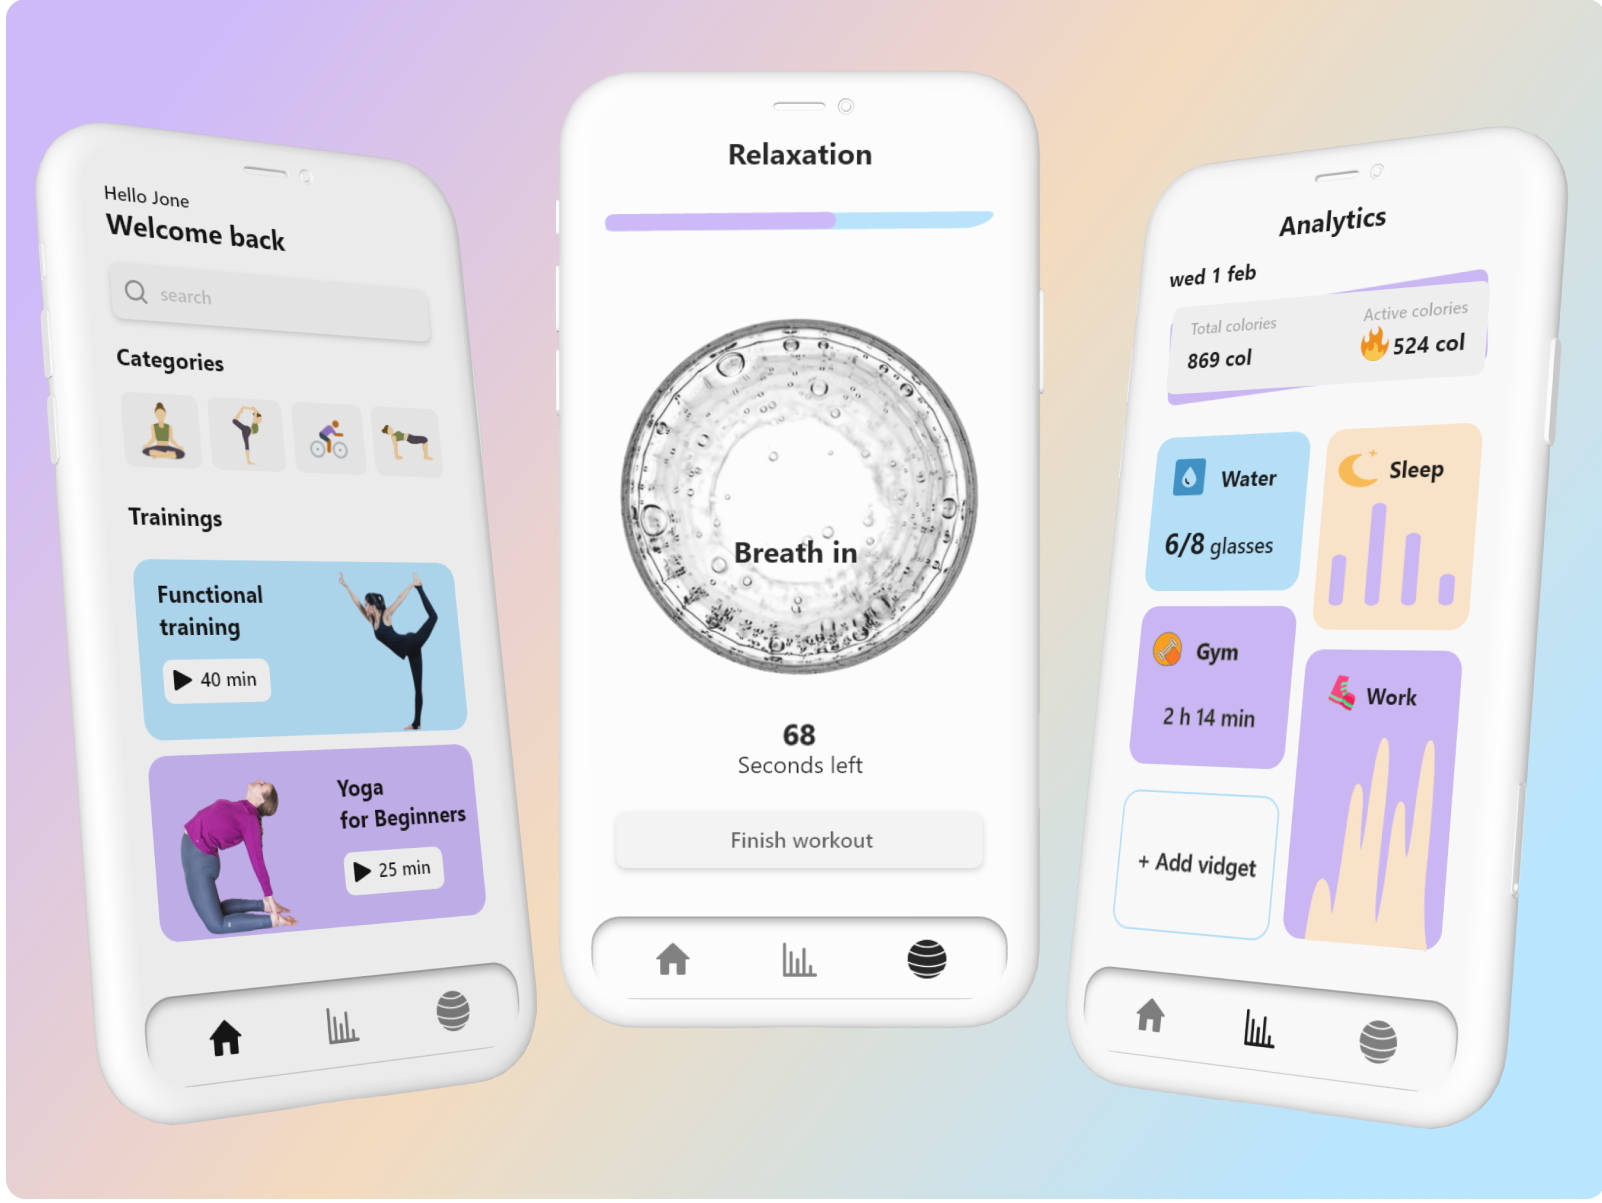 Hello Jone
Welcome back
search
Categories
Trainings
Functional
training
40 min
Yoga
for Beginners
25 min
Relaxation
Breath in
68
Seconds left
Finish workout
Analytics
wed 1 feb
Total colories
869 col
Active colories
524 col
Water
6/8 glasses
Sleep
Gym
2 h 14 min
Work
+ Add vidget